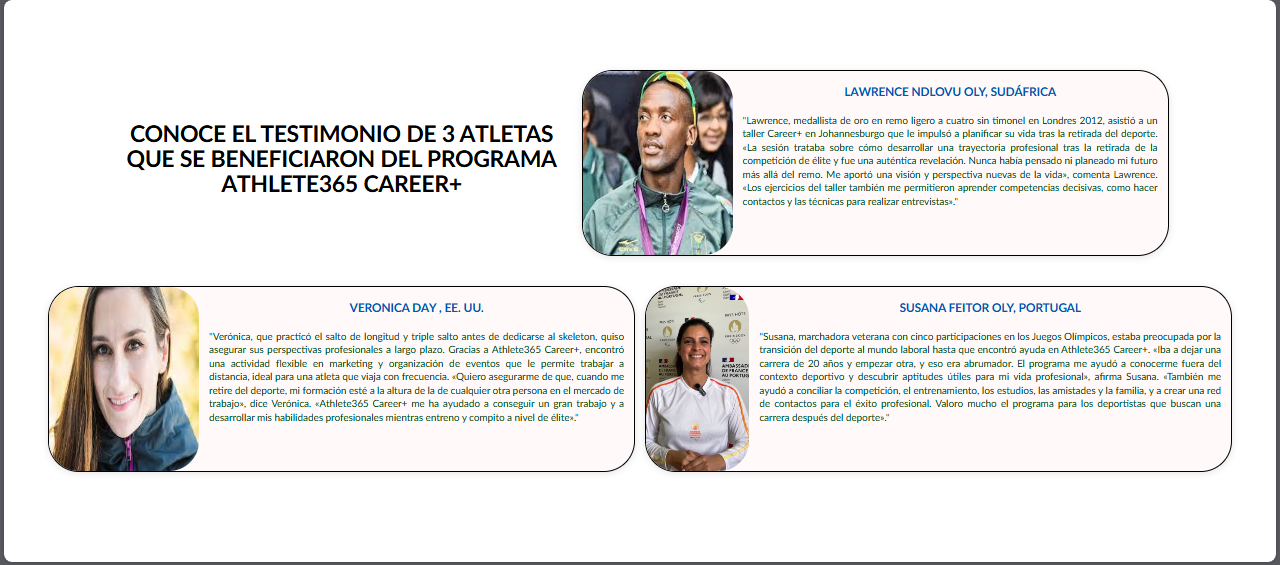 CONOCE EL TESTIMONIO DE 3 ATLETAS
QUE SE BENEFICIARON DEL PROGRAMA
ATHLETE365 CAREER+
LAWRENCE NDLOVU OLY, SUDÁFRICA
"Lawrence, medallista de oro en remo ligero a cuatro sin timonel en Londres 2012, asistió a un
taller Career+ en Johannesburgo que le impulsó a planificar su vida tras la retirada del deporte.
«La sesión trataba sobre cómo desarrollar una trayectoria profesional tras la retirada de la
competición de élite y fue una auténtica revelación. Nunca había pensado ni planeado mi futuro
más allá del remo. Me aportó una visión y perspectiva nuevas de la vida», comenta Lawrence.
«Los ejercicios del taller también me permitieron aprender competencias decisivas, como hacer
contactos y las técnicas para realizar entrevistas»."
VERONICA DAY , EE. UU.
"Verónica, que practicó el salto de longitud y triple salto antes de dedicarse al skeleton, quiso
asegurar sus perspectivas profesionales a largo plazo. Gracias a Athlete365 Career+, encontró
una actividad flexible en marketing y organización de eventos que le permite trabajar a
distancia, ideal para una atleta que viaja con frecuencia. «Quiero asegurarme de que, cuando me
retire del deporte, mi formación esté a la altura de la de cualquier otra persona en el mercado de
trabajo», dice Verónica. «Athlete365 Career+ me ha ayudado a conseguir un gran trabajo y a
desarrollar mis habilidades profesionales mientras entreno y compito a nivel de élite»."
SUSANA FEITOR OLY, PORTUGAL
"Susana, marchadora veterana con cinco participaciones en los Juegos Olímpicos, estaba preocupada por la
transición del deporte al mundo laboral hasta que encontró ayuda en Athlete365 Career+. «Iba a dejar una
carrera de 20 años y empezar otra, y eso era abrumador. El programa me ayudó a conocerme fuera del
contexto deportivo y descubrir aptitudes útiles para mi vida profesional», afirma Susana. «También me
ayudó a conciliar la competición, el entrenamiento, los estudios, las amistades y la familia, y a crear una red
de contactos para el éxito profesional. Valoro mucho el programa para los deportistas que buscan una
carrera después del deporte»."